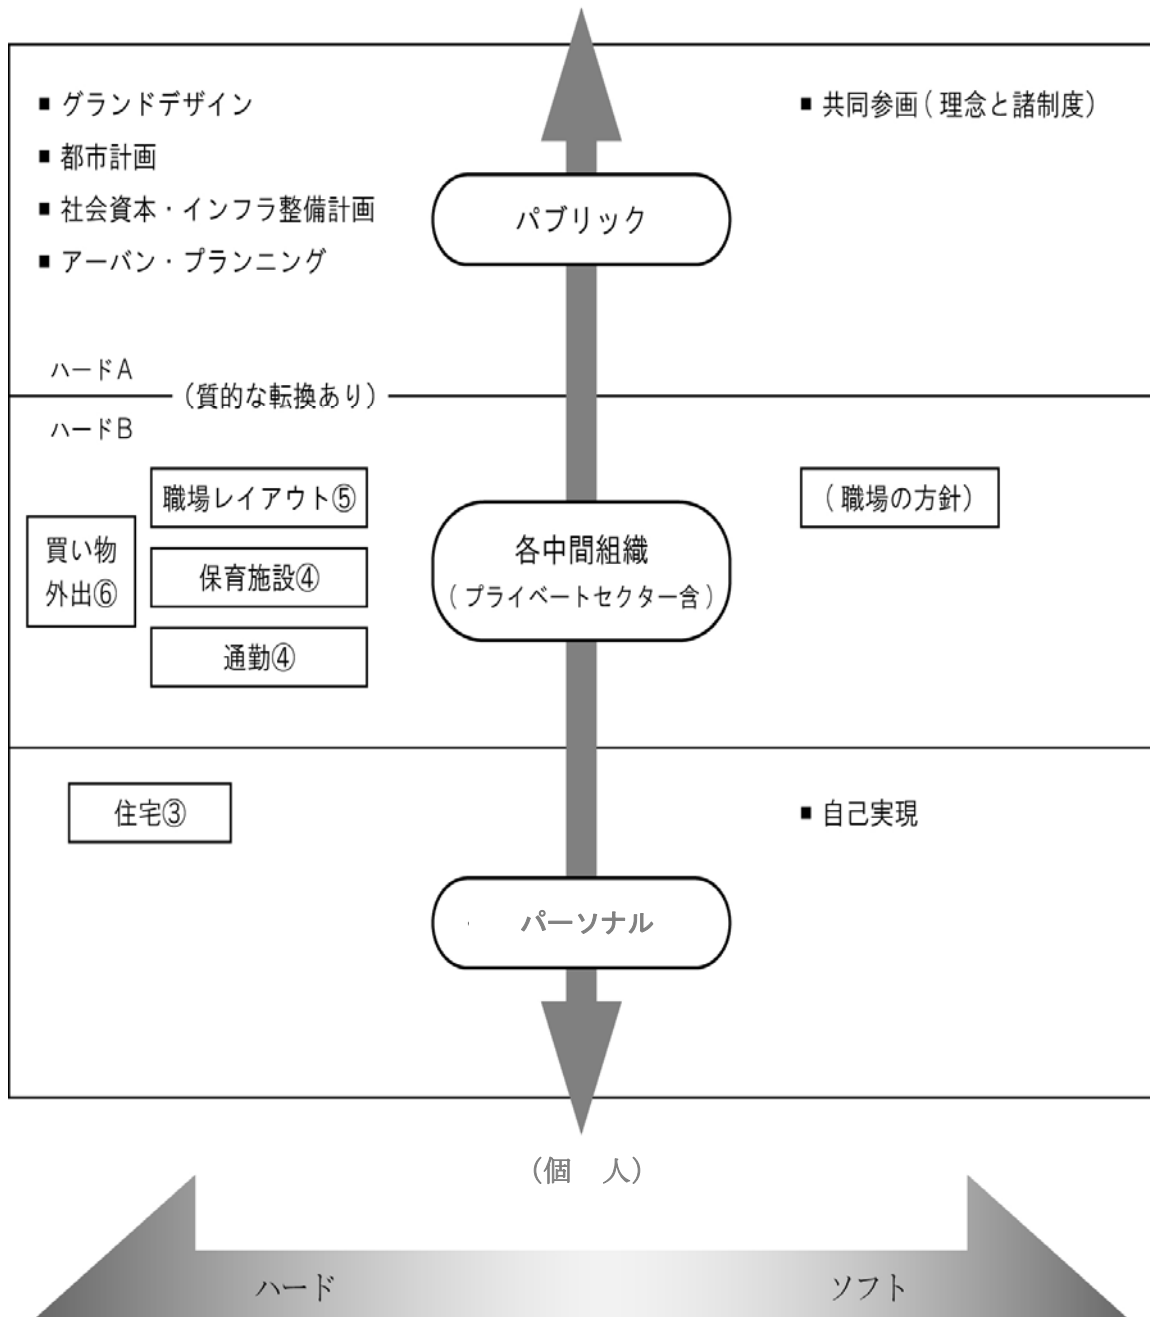 ■ グランドデザイン
■ 都市計画
■ 社会資本・インフラ整備計画
■ アーバン・プランニング
■ 共同参画(理念と諸制度)
パブリック
ハードA
(質的な転換あり)
ハードB
職場レイアウト⑤
買い物
外出⑥
保育施設④
通勤④
各中間組織
(プライベートセクター含)
(職場の方針)
住宅③
■ 自己実現
パーソナル
(個 人)
ハード
ソフト